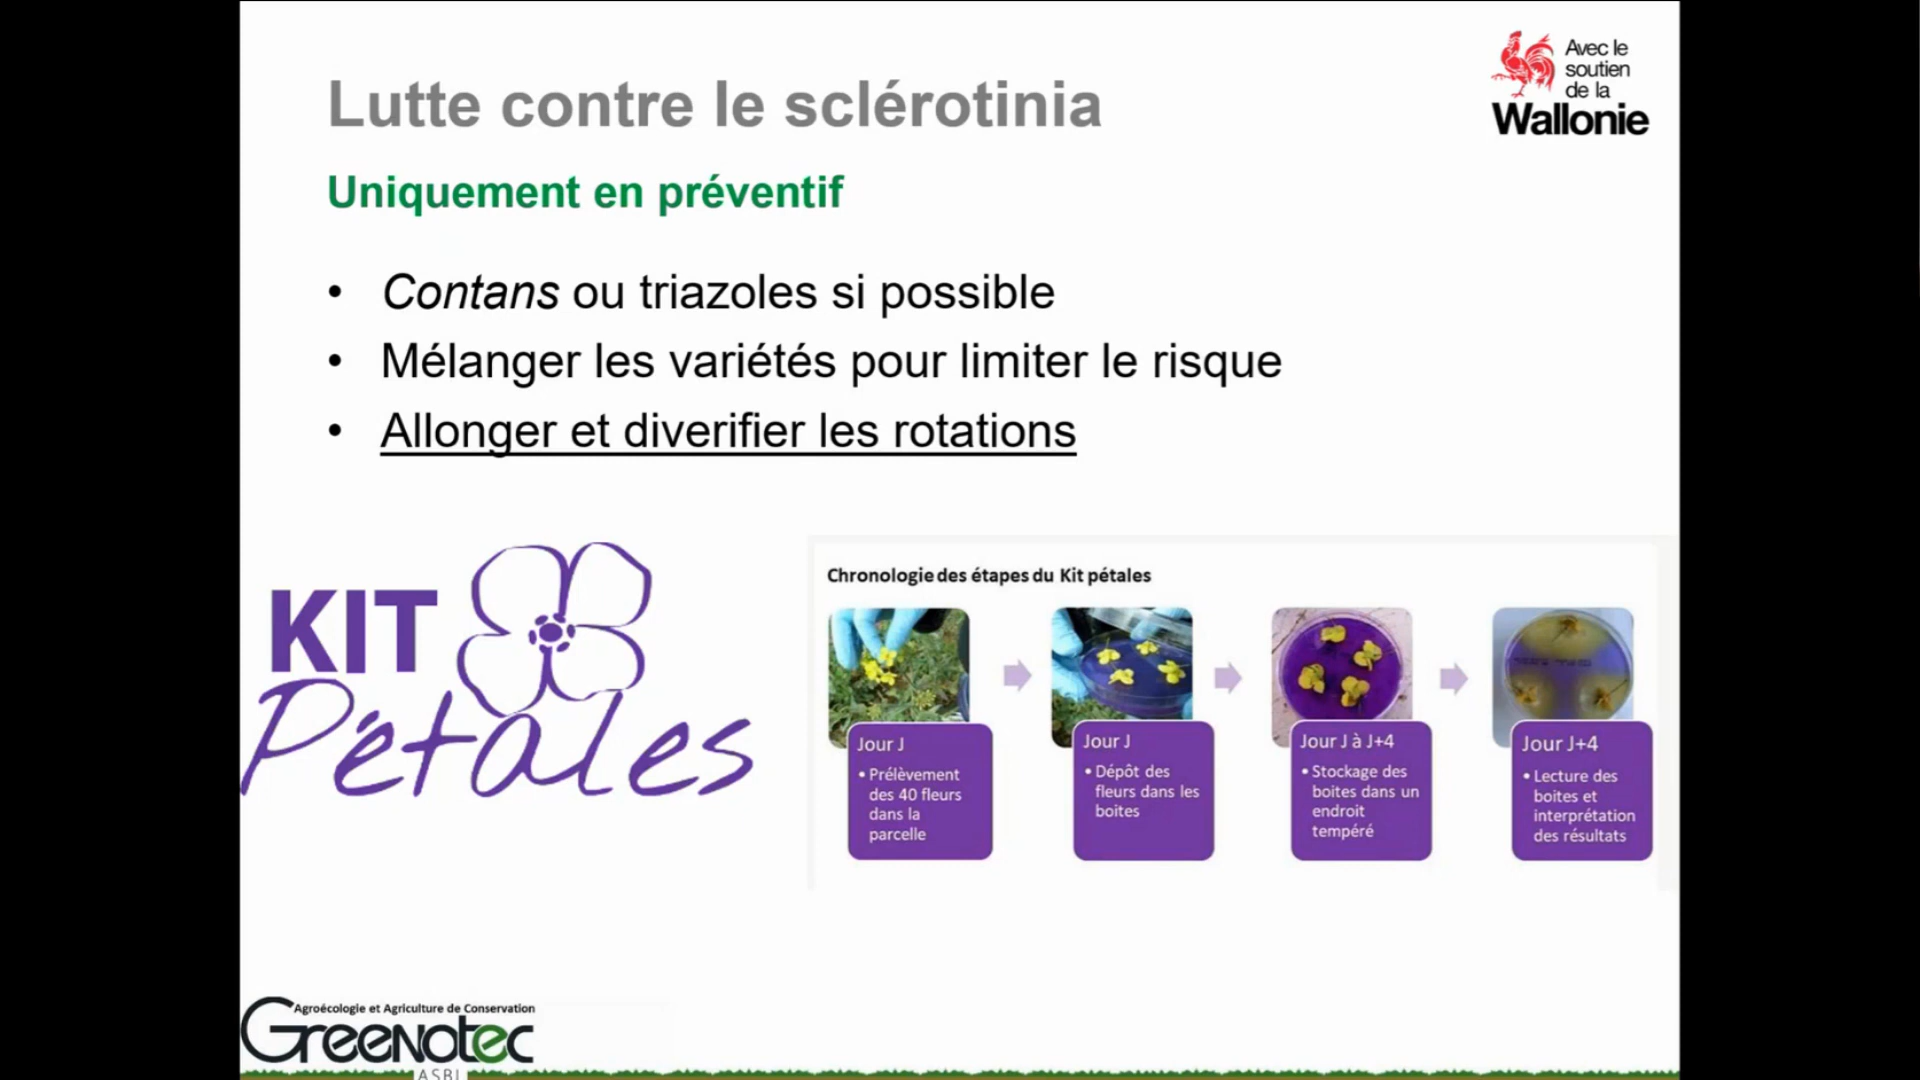 Avec le
soutien
de la
Wallonie
Lutte contre le sclérotinia
Uniquement en préventif
• Contans ou triazoles si possible
• Mélanger les variétés pour limiter le risque
• Allonger et diverifier les rotations
KIT
Pétales
Chronologie des étapes du Kit pétales
Jour J
• Prélèvement
des 40 fleurs
dans la
parcelle
Jour J
• Dépôt des
fleurs dans les
boites
Jour J à J+4
• Stockage des
boites dans un
endroit
tempéré
Jour J+4
• Lecture des
boites et
interprétation
des résultats
Agroécologie et Agriculture de Conservation
Greenotec
ASBL